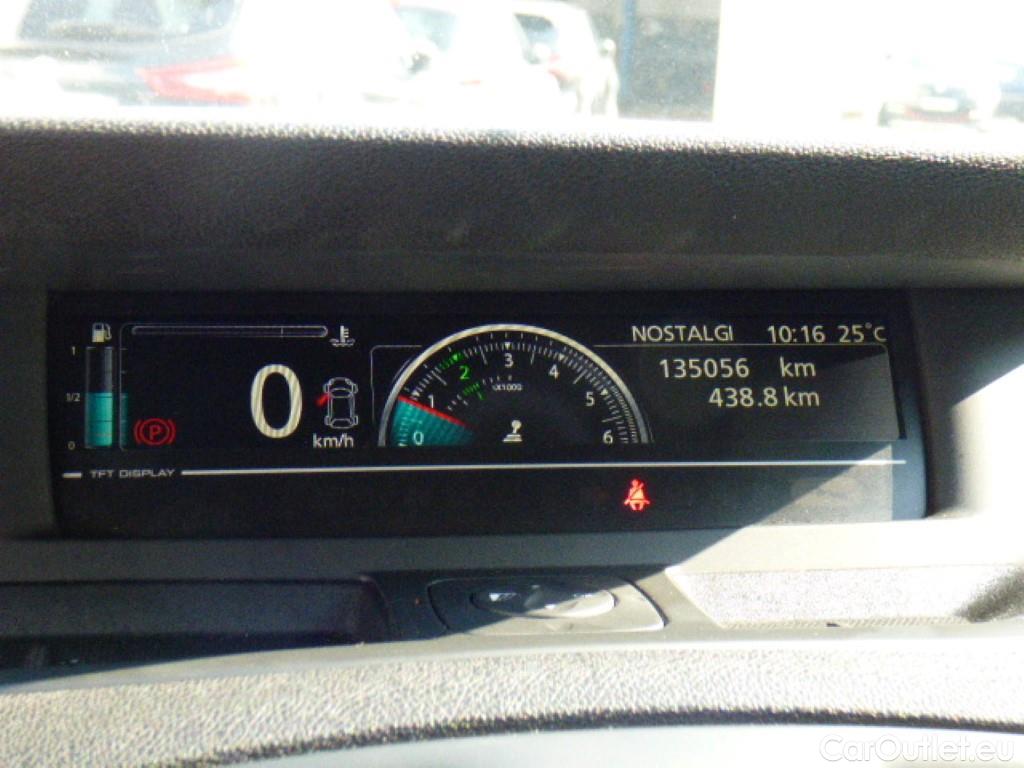 NOSTALGI 10:16 25°C
135056 km
438.8 km
1
1/2
0
P
0
km/h
0 1 2 3 4 5 6
X1000
TFT DISPLAY
CarOutlet.eu